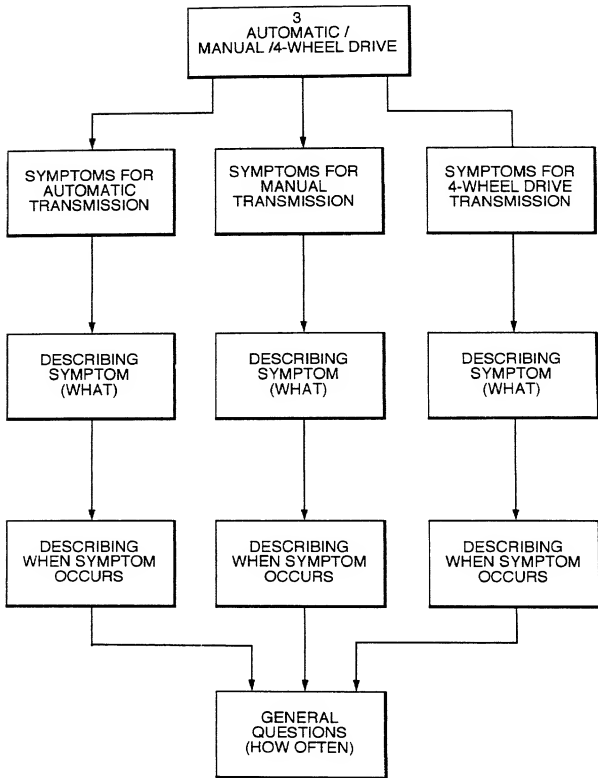 3
AUTOMATIC /
MANUAL /4-WHEEL DRIVE
SYMPTOMS FOR
AUTOMATIC
TRANSMISSION
SYMPTOMS FOR
MANUAL
TRANSMISSION
SYMPTOMS FOR
4-WHEEL DRIVE
TRANSMISSION
DESCRIBING
SYMPTOM
(WHAT)
DESCRIBING
SYMPTOM
(WHAT)
DESCRIBING
SYMPTOM
(WHAT)
DESCRIBING
WHEN SYMPTOM
OCCURS
DESCRIBING
WHEN SYMPTOM
OCCURS
DESCRIBING
WHEN SYMPTOM
OCCURS
GENERAL
QUESTIONS
(HOW OFTEN)